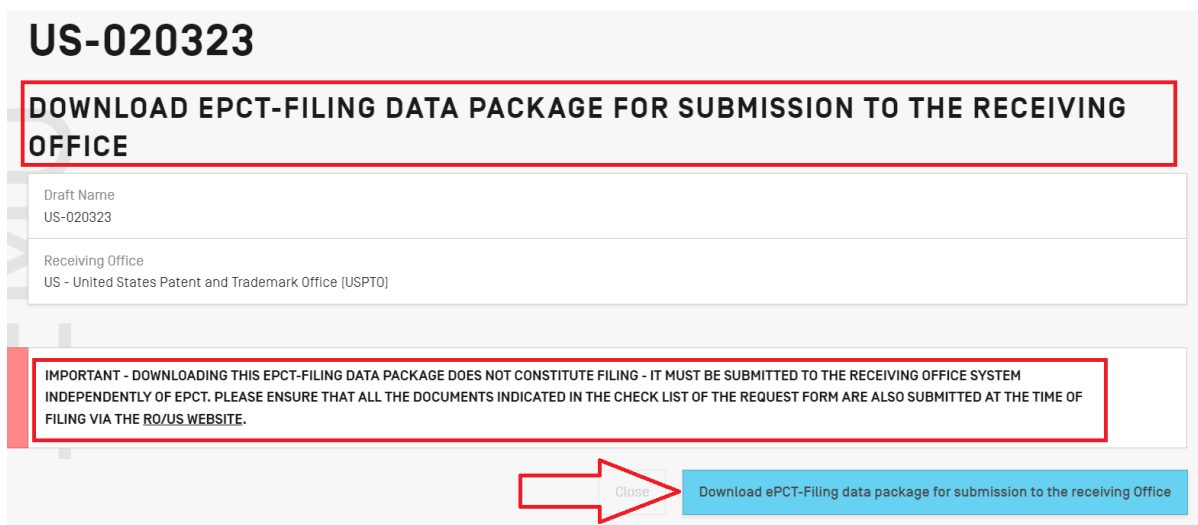 US-020323
DOWNLOAD EPCT-FILING DATA PACKAGE FOR SUBMISSION TO THE RECEIVING
OFFICE
Draft Name
US-020323
Receiving Office
US - United States Patent and Trademark Office (USPTO)
IMPORTANT - DOWNLOADING THIS EPCT-FILING DATA PACKAGE DOES NOT CONSTITUTE FILING - IT MUST BE SUBMITTED TO THE RECEIVING OFFICE SYSTEM
INDEPENDENTLY OF EPCT. PLEASE ENSURE THAT ALL THE DOCUMENTS INDICATED IN THE CHECK LIST OF THE REQUEST FORM ARE ALSO SUBMITTED AT THE TIME OF
FILING VIA THE RO/US WEBSITE.
Close
Download ePCT-Filing data package for submission to the receiving Office